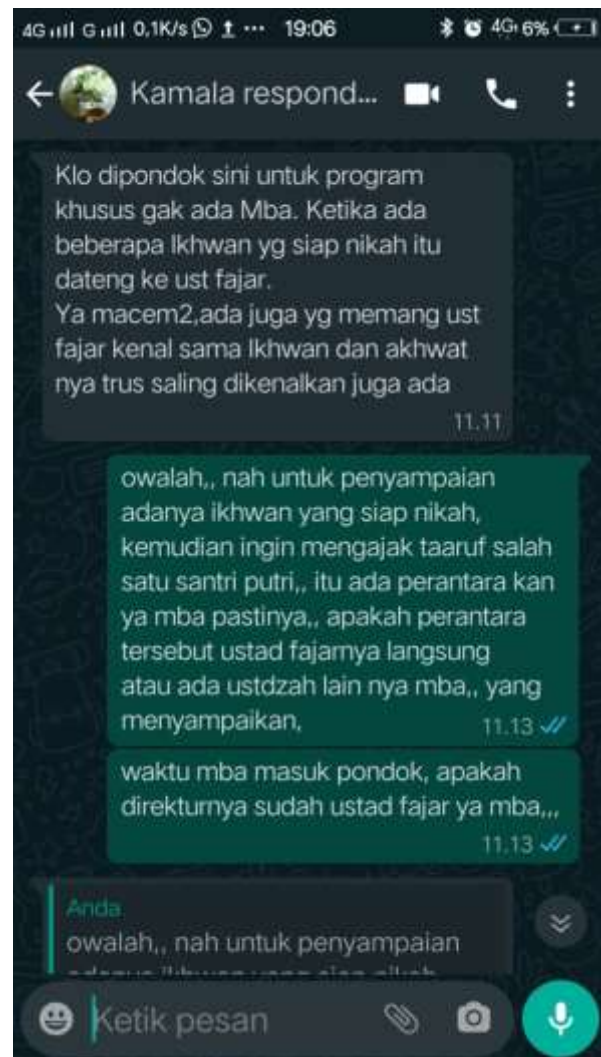 4G G 0,1K/s ... 19:06 4G+ 6%
Kamala respond...
Klo dipondok sini untuk program
khusus gak ada Mba. Ketika ada
beberapa Ikhwan yg siap nikah itu
dateng ke ust fajar.
Ya macem2,ada juga yg memang ust
fajar kenal sama Ikhwan dan akhwat
nya trus saling dikenalkan juga ada
11.11
owalah,, nah untuk penyampaian
adanya ikhwan yang siap nikah,
kemudian ingin mengajak taaruf salah
satu santri putri,, itu ada perantara kan
ya mba pastinya,, apakah perantara
tersebut ustad fajarnya langsung
atau ada ustdzah lain nya mba,, yang
menyampaikan,
11.13
waktu mba masuk pondok, apakah
direkturnya sudah ustad fajar ya mba,,,
11.13
Anda
owalah,, nah untuk penyampaian
adanya ikhwan yang siap nikah
Ketik pesan